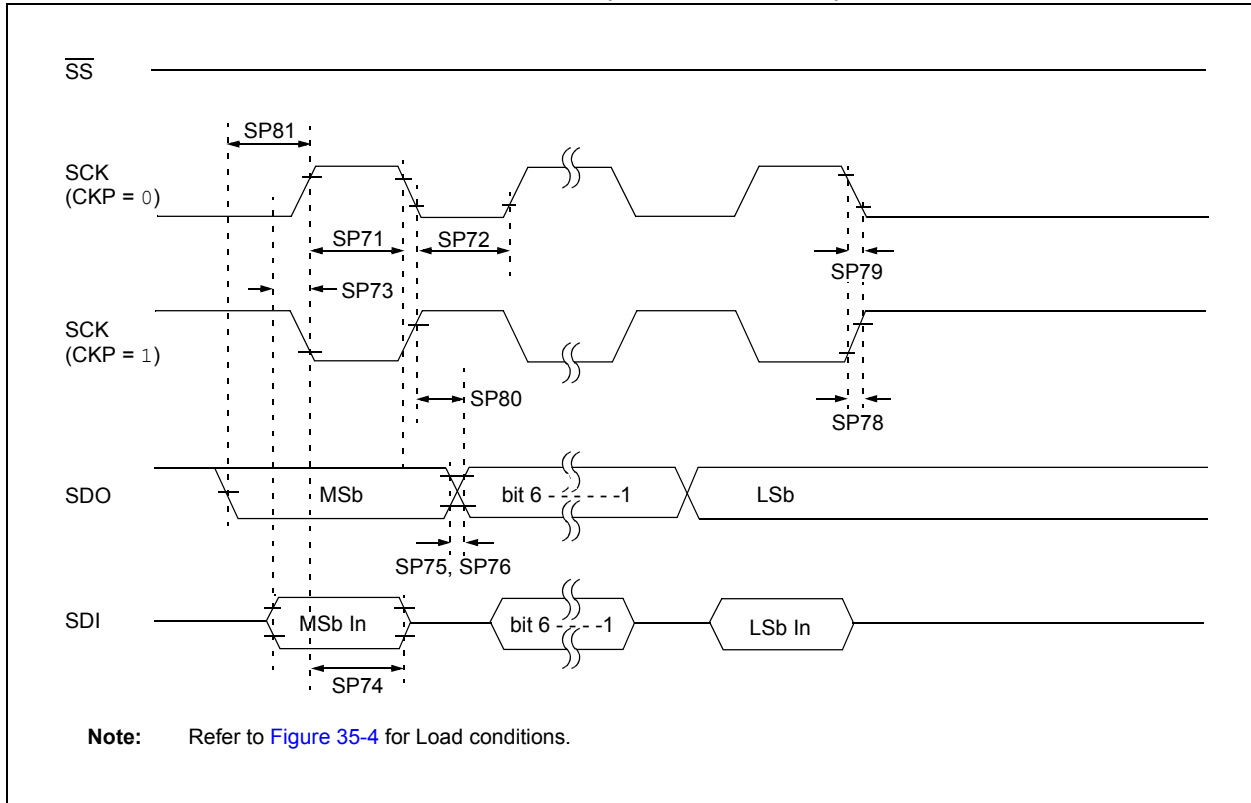 SS
SP81
SCK
(CKP = 0)
SP71
SP72
SP79
SP73
SCK
(CKP = 1)
SP80
SP78
SDO
MSb
bit 6 - - - - - -1
LSb
SP75, SP76
SDI
MSb In
bit 6 - - - -1
LSb In
SP74
Note: Refer to Figure 35-4 for Load conditions.